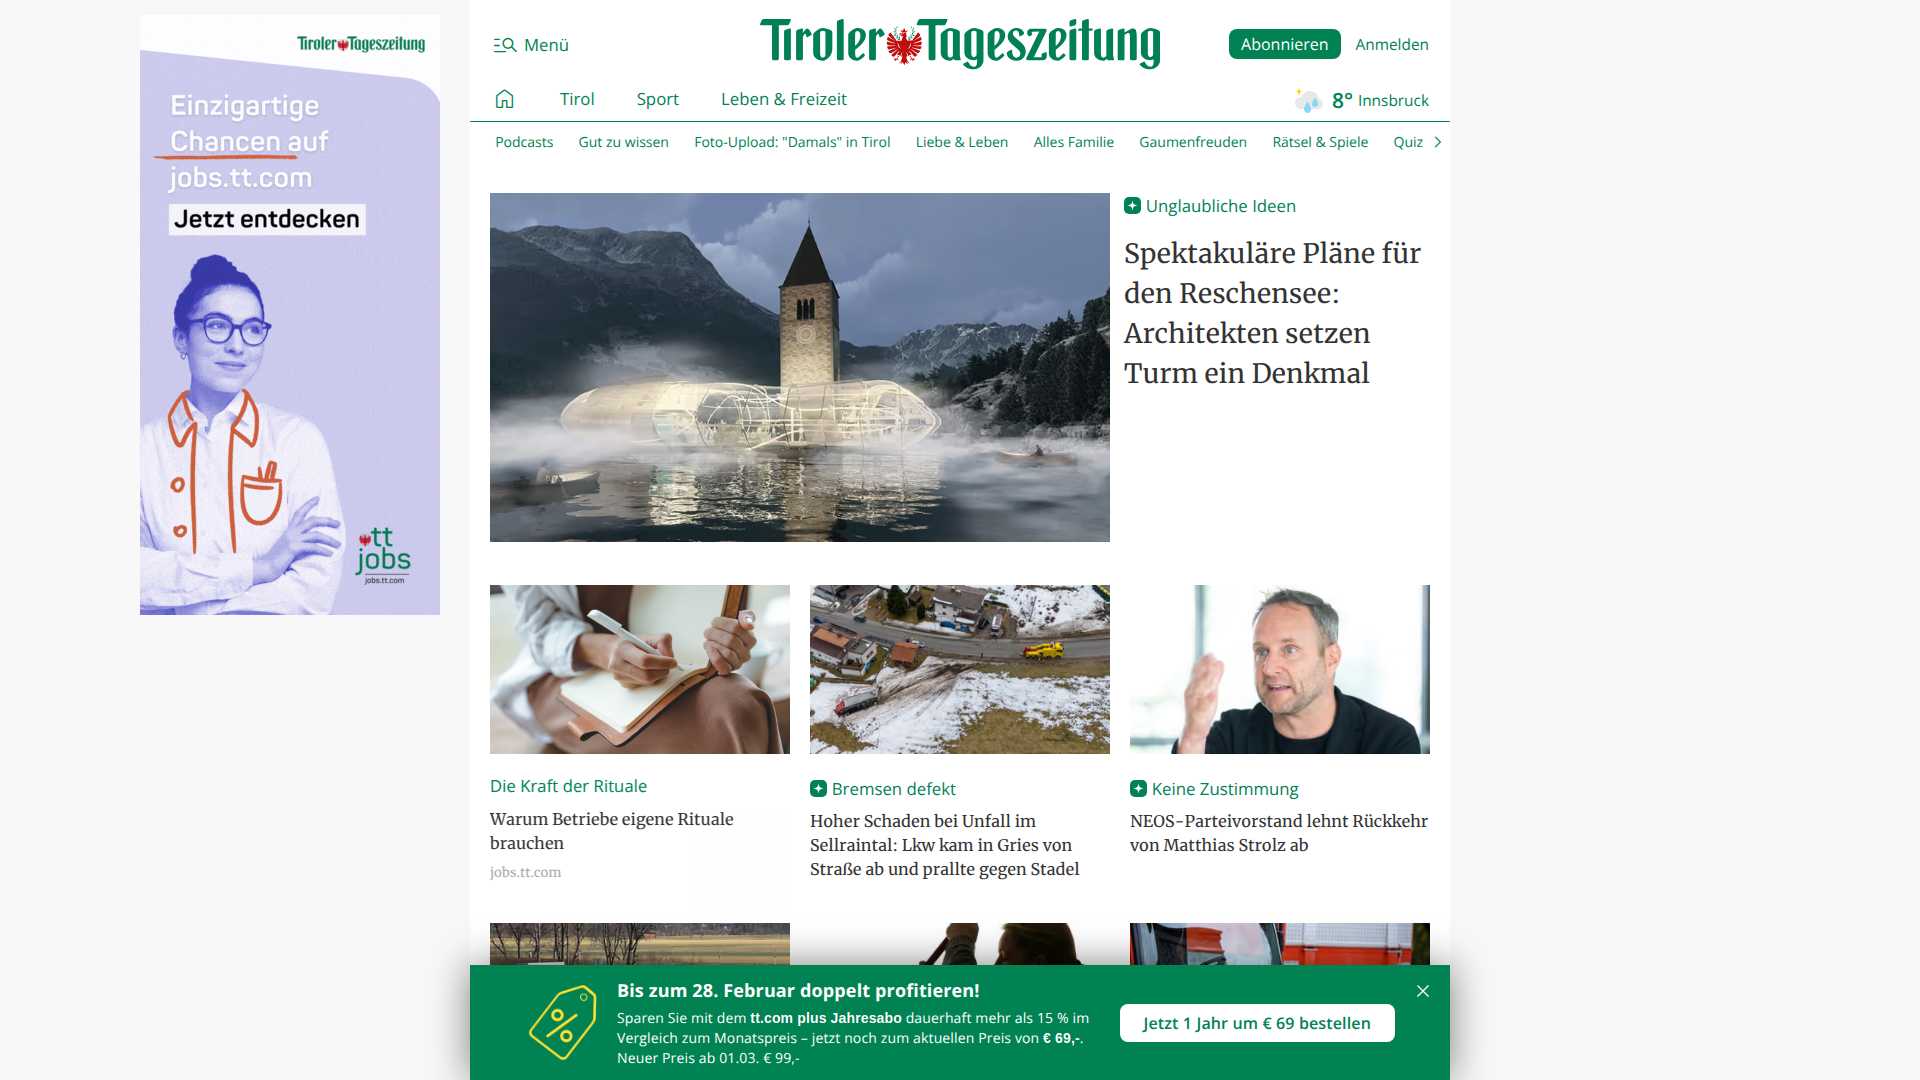 Tiroler Tageszeitung
Einzigartige
Chancen auf
jobs.tt.com
Jetzt entdecken
tt
jobs
jobs.tt.com
Menü
Tiroler Tageszeitung
Abonnieren
Anmelden
Tirol
Sport
Leben & Freizeit
8° Innsbruck
Podcasts
Gut zu wissen
Foto-Upload: "Damals" in Tirol
Liebe & Leben
Alles Familie
Gaumenfreuden
Rätsel & Spiele
Quiz
Unglaubliche Ideen
Spektakuläre Pläne für
den Reschensee:
Architekten setzen
Turm ein Denkmal
Die Kraft der Rituale
Warum Betriebe eigene Rituale
brauchen
jobs.tt.com
Bremsen defekt
Hoher Schaden bei Unfall im
Sellraintal: Lkw kam in Gries von
Straße ab und prallte gegen Stadel
Keine Zustimmung
NEOS-Parteivorstand lehnt Rückkehr
von Matthias Strolz ab
Bis zum 28. Februar doppelt profitieren!
Sparen Sie mit dem tt.com plus Jahresabo dauerhaft mehr als 15 % im
Vergleich zum Monatspreis – jetzt noch zum aktuellen Preis von € 69,-.
Neuer Preis ab 01.03. € 99,-
Jetzt 1 Jahr um € 69 bestellen